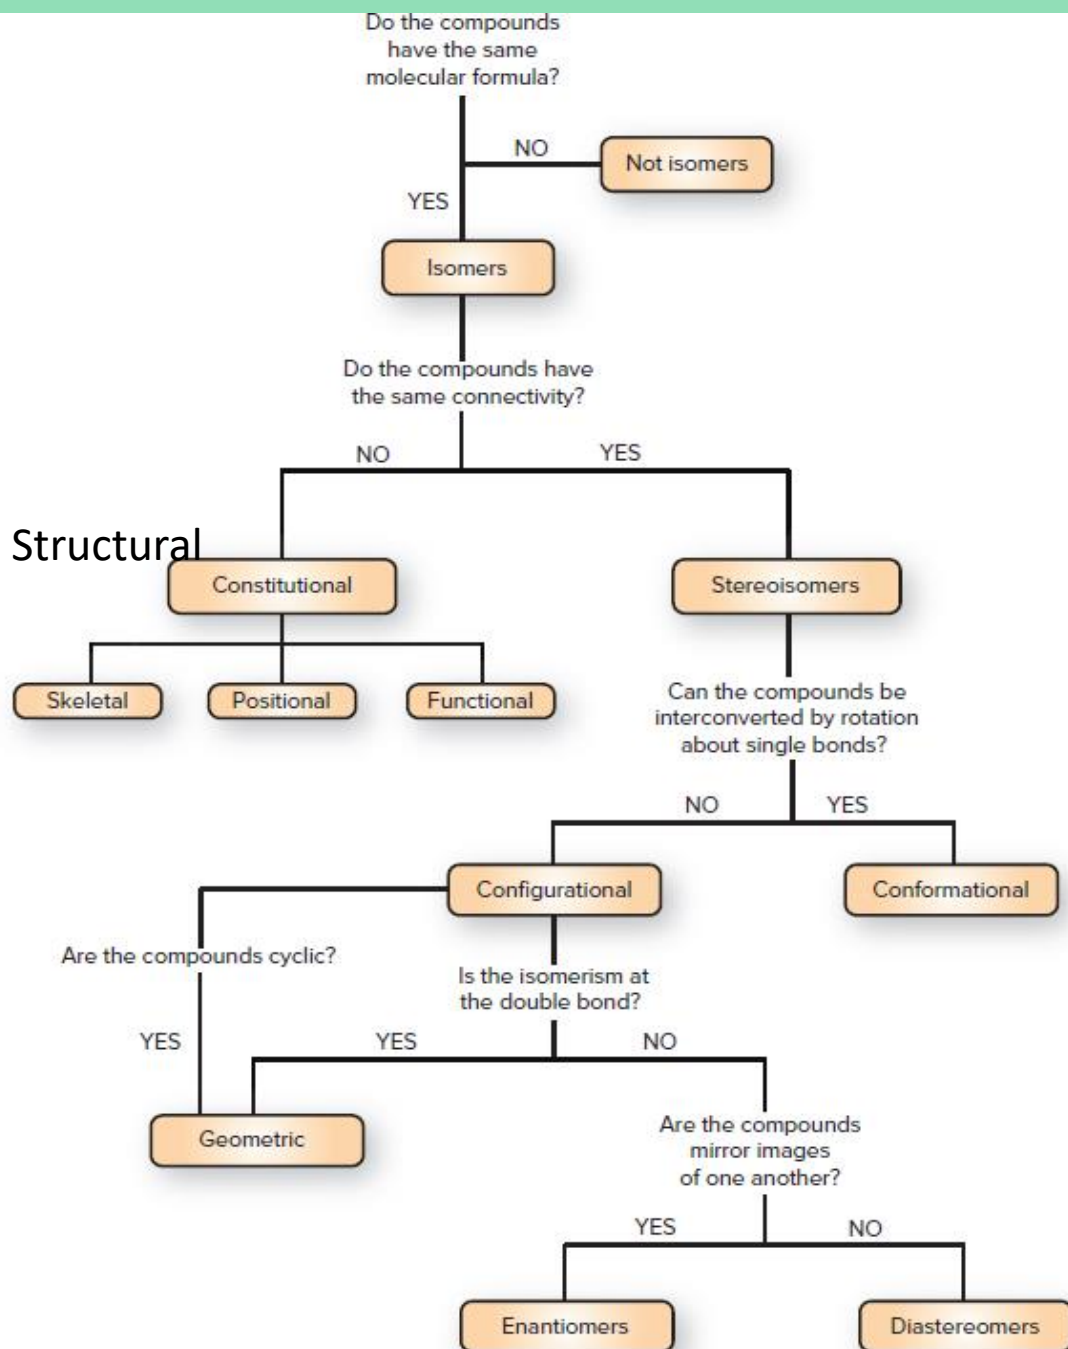 Do the compounds
have the same
molecular formula?
NO
Not isomers
YES
Isomers
Do the compounds have
the same connectivity?
NO
YES
Structural
Constitutional
Stereoisomers
Skeletal
Positional
Functional
Can the compounds be
interconverted by rotation
about single bonds?
NO
YES
Configurational
Conformational
Are the compounds cyclic?
Is the isomerism at
the double bond?
YES
YES
NO
Geometric
Are the compounds
mirror images
of one another?
YES
NO
Enantiomers
Diastereomers